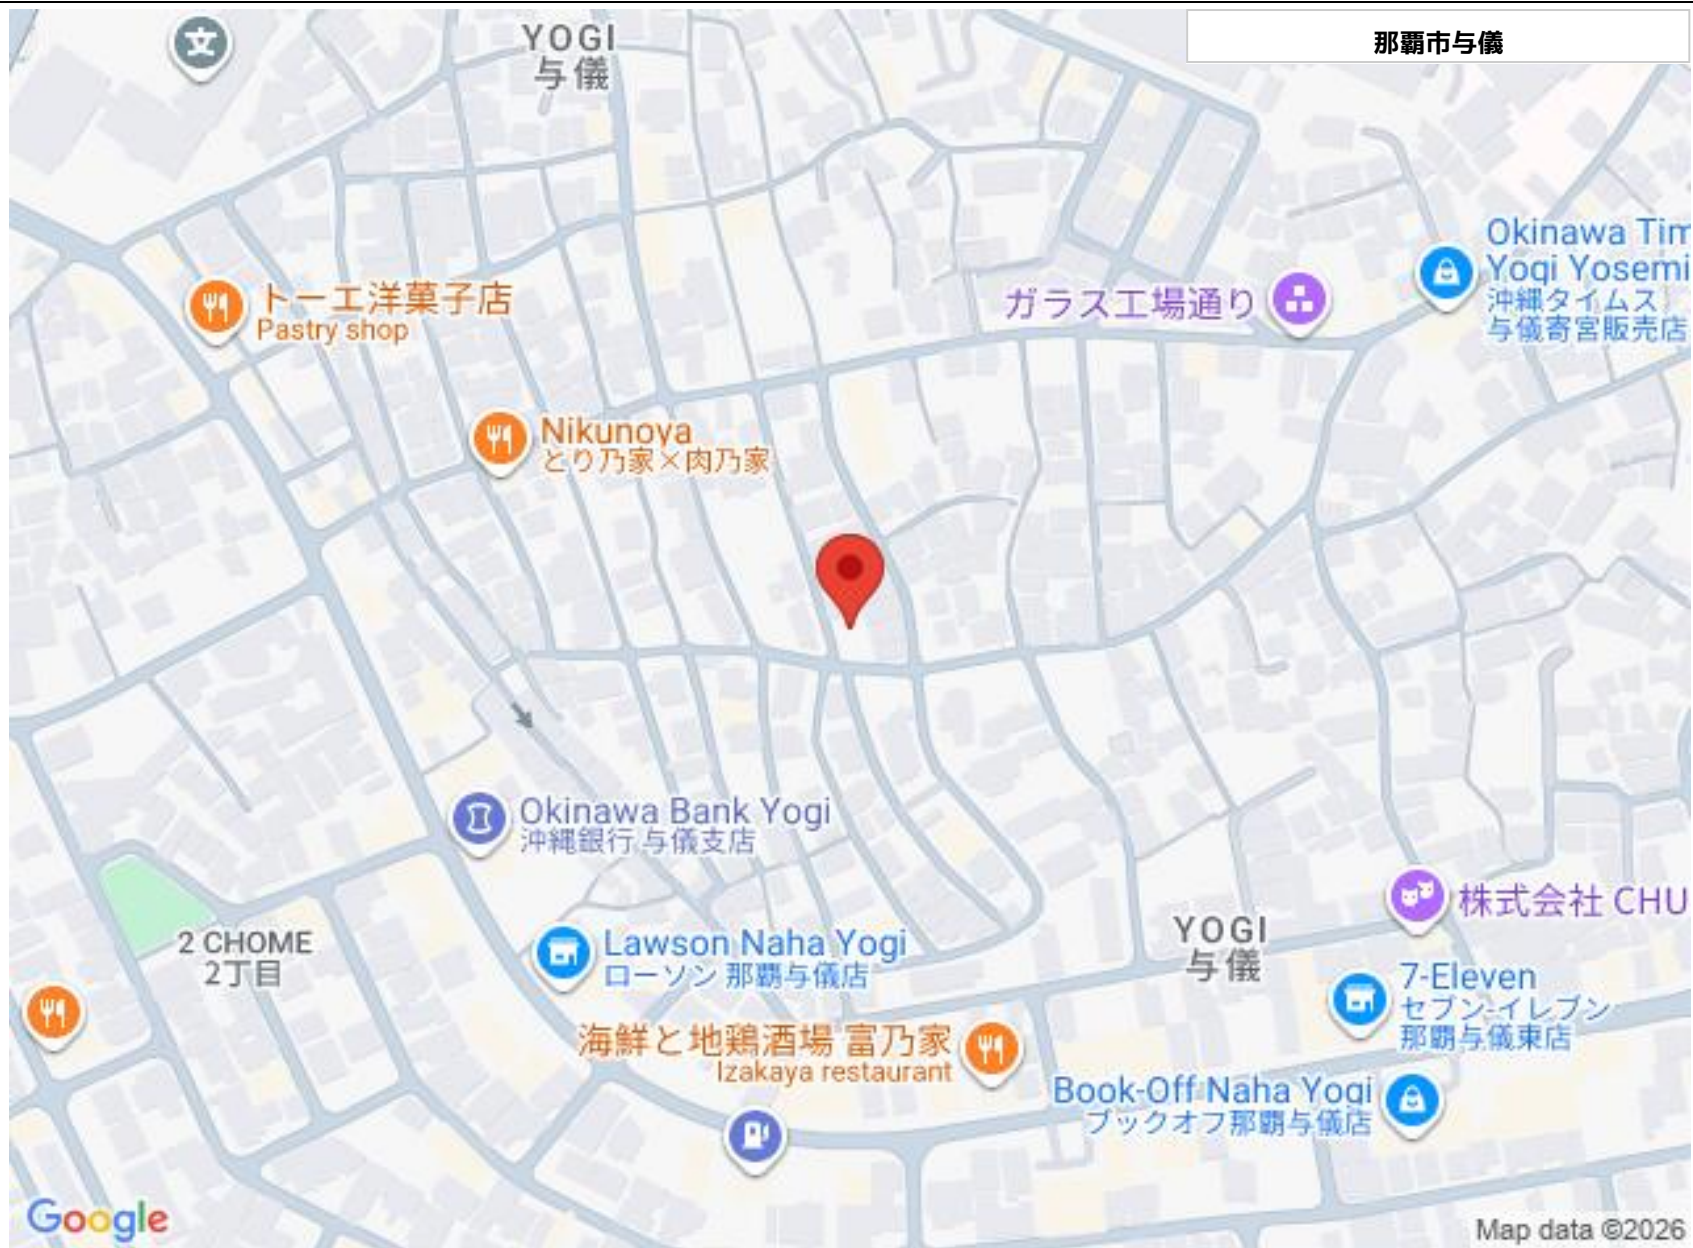 那覇市与儀
YOGI
与儀
文
Okinawa Tim
Yogi Yosemi
沖縄タイムス
与儀寄宮販売店
トーエ洋菓子店
Pastry shop
ガラス工場通り
Nikunoya
とり乃家×肉乃家
Okinawa Bank Yogi
沖縄銀行 与儀支店
2 CHOME
2丁目
Lawson Naha Yogi
ローソン 那覇与儀店
YOGI
与儀
株式会社 CHU
7-Eleven
セブン-イレブン
那覇与儀東店
海鮮と地鶏酒場 富乃家
Izakaya restaurant
Book-Off Naha Yogi
ブックオフ那覇与儀店
Google
Map data ©2026